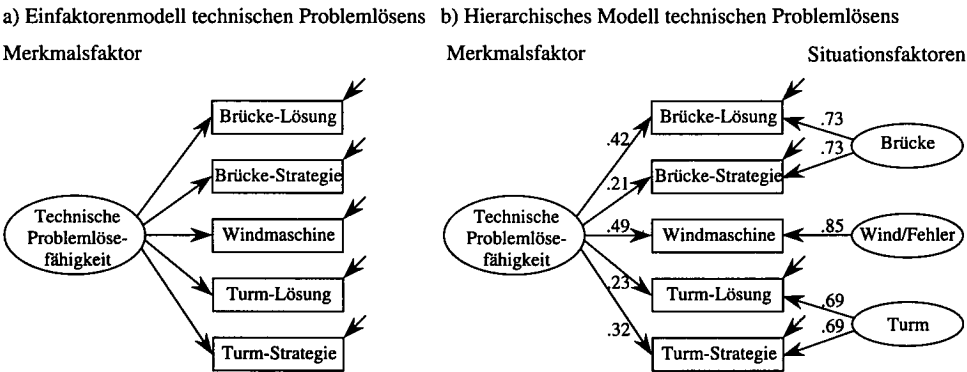 a) Einfaktorenmodell technischen Problemlösens
Merkmalsfaktor
Technische
Problemlöse-
fähigkeit
Brücke-Lösung
Brücke-Strategie
Windmaschine
Turm-Lösung
Turm-Strategie
b) Hierarchisches Modell technischen Problemlösens
Merkmalsfaktor
Situationsfaktoren
Technische
Problemlöse-
fähigkeit
.42
.21
.49
.23
.32
Brücke-Lösung
Brücke-Strategie
Windmaschine
Turm-Lösung
Turm-Strategie
.73
.73
.85
.69
.69
Brücke
Wind/Fehler
Turm